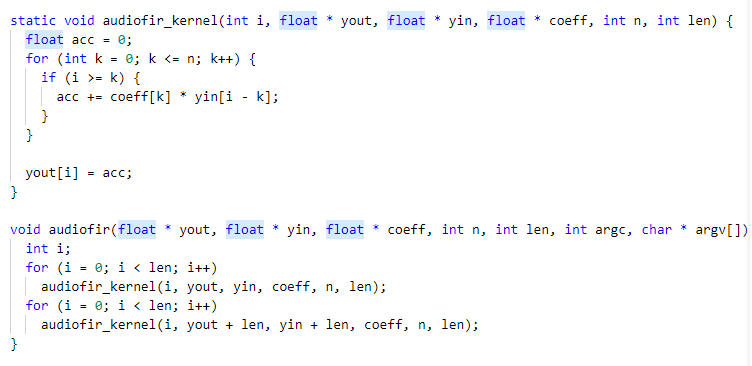 static void audiofir_kernel(int i, float * yout, float * yin, float * coeff, int n, int len) {
float acc = 0;
for (int k = 0; k <= n; k++) {
if (i >= k) {
acc += coeff[k] * yin[i - k];
}
}
yout[i] = acc;
}
void audiofir(float * yout, float * yin, float * coeff, int n, int len, int argc, char * argv[])
int i;
for (i = 0; i < len; i++)
audiofir_kernel(i, yout, yin, coeff, n, len);
for (i = 0; i < len; i++)
audiofir_kernel(i, yout + len, yin + len, coeff, n, len);
}